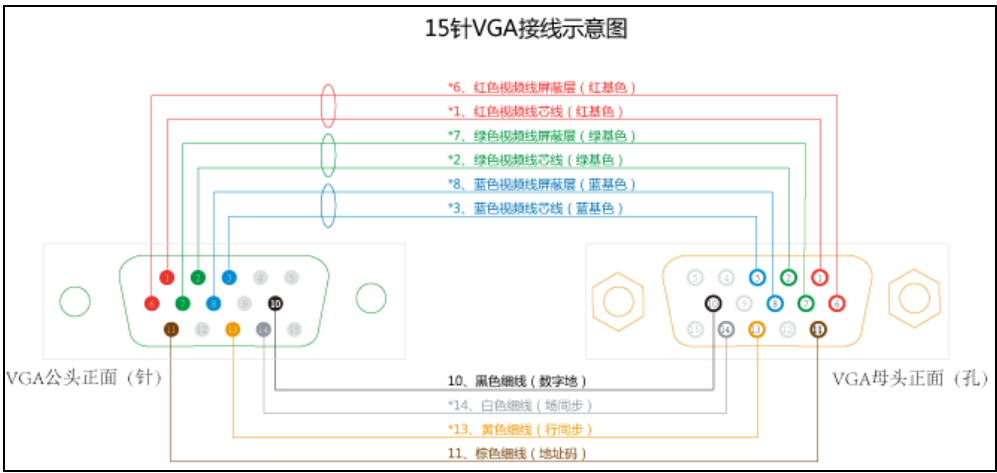 15针VGA接线示意图
*6、红色视频线屏蔽层（红基色）
*1、红色视频线芯线（红基色）
*7、绿色视频线屏蔽层（绿基色）
*2、绿色视频线芯线（绿基色）
*8、蓝色视频线屏蔽层（蓝基色）
*3、蓝色视频线芯线（蓝基色）
1 2 3 4 5
6 7 8 9 10
11 12 13 14 15
5 4 3 2 1
10 9 8 7 6
15 14 13 12 11
VGA公头正面（针）
VGA母头正面（孔）
10、黑色细线（数字地）
*14、白色细线（场同步）
*13、黄色细线（行同步）
11、棕色细线（地址码）